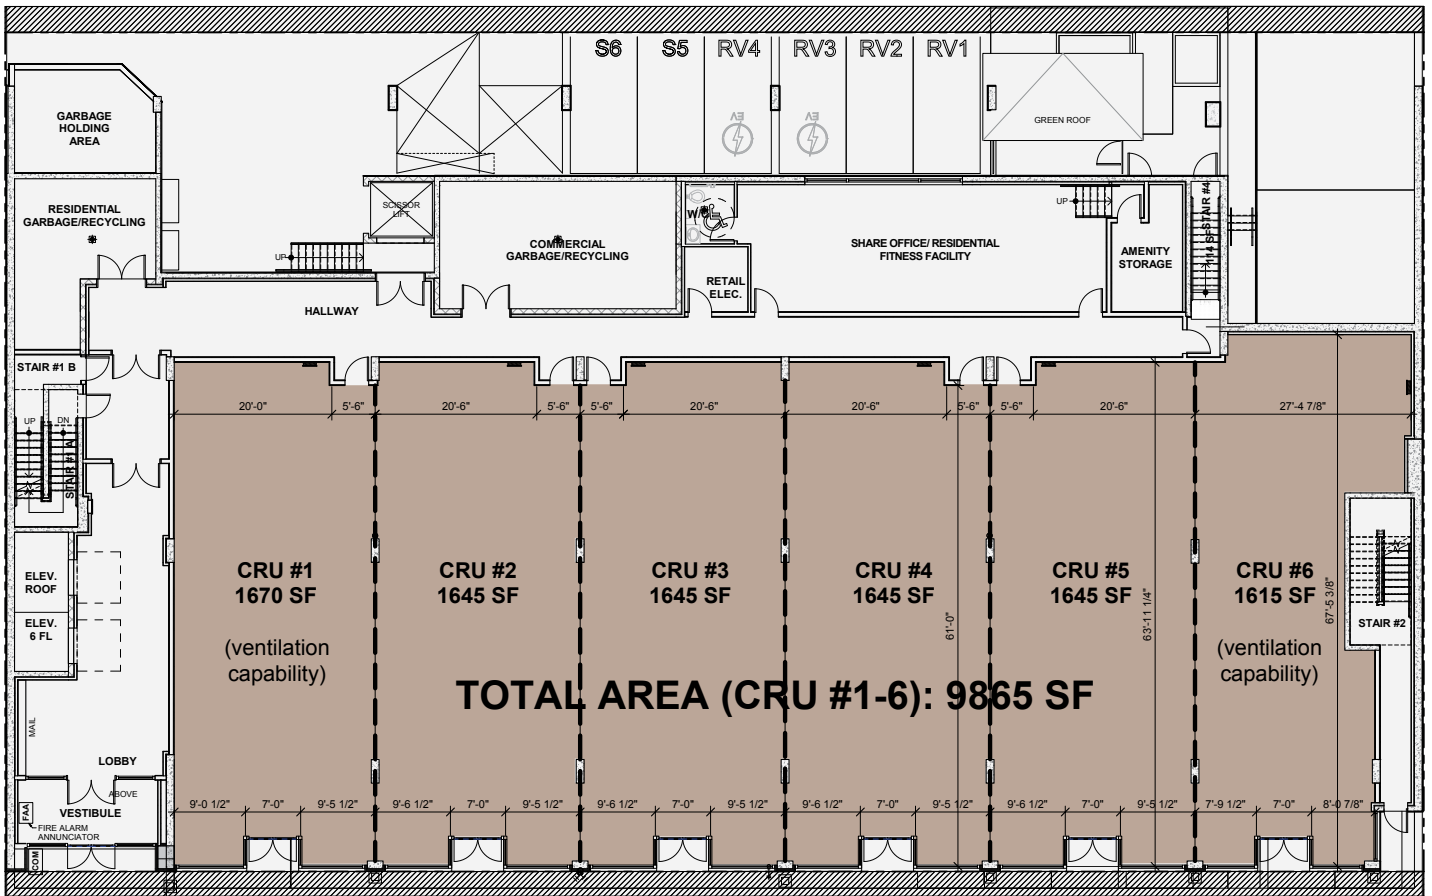 S6
S5
RV4
RV3
RV2
RV1
EV
EV
GREEN ROOF
GARBAGE
HOLDING
AREA
RESIDENTIAL
GARBAGE/RECYCLING
SCISSOR
LIFT
UP
COMMERCIAL
GARBAGE/RECYCLING
W/C
RETAIL
ELEC.
SHARE OFFICE/ RESIDENTIAL
FITNESS FACILITY
UP
AMENITY
STORAGE
STAIR #4
114 SF
HALLWAY
STAIR #1 B
UP
DN
STAIR #1 A
20'-0"
5'-6"
20'-6"
5'-6"
5'-6"
20'-6"
20'-6"
5'-6"
5'-6"
20'-6"
27'-4 7/8"
ELEV.
ROOF
ELEV.
6 FL
CRU #1
1670 SF
(ventilation
capability)
CRU #2
1645 SF
CRU #3
1645 SF
CRU #4
1645 SF
CRU #5
1645 SF
CRU #6
1615 SF
(ventilation
capability)
61'-0"
63'-11 1/4"
67'-5 3/8"
STAIR #2
TOTAL AREA (CRU #1-6): 9865 SF
MAIL
LOBBY
ABOVE
VESTIBULE
FAA
FIRE ALARM
ANNUNCIATOR
COM
9'-0 1/2"
7'-0"
9'-5 1/2"
9'-6 1/2"
7'-0"
9'-5 1/2"
9'-6 1/2"
7'-0"
9'-5 1/2"
9'-6 1/2"
7'-0"
9'-5 1/2"
9'-6 1/2"
7'-0"
9'-5 1/2"
7'-9 1/2"
7'-0"
8'-0 7/8"